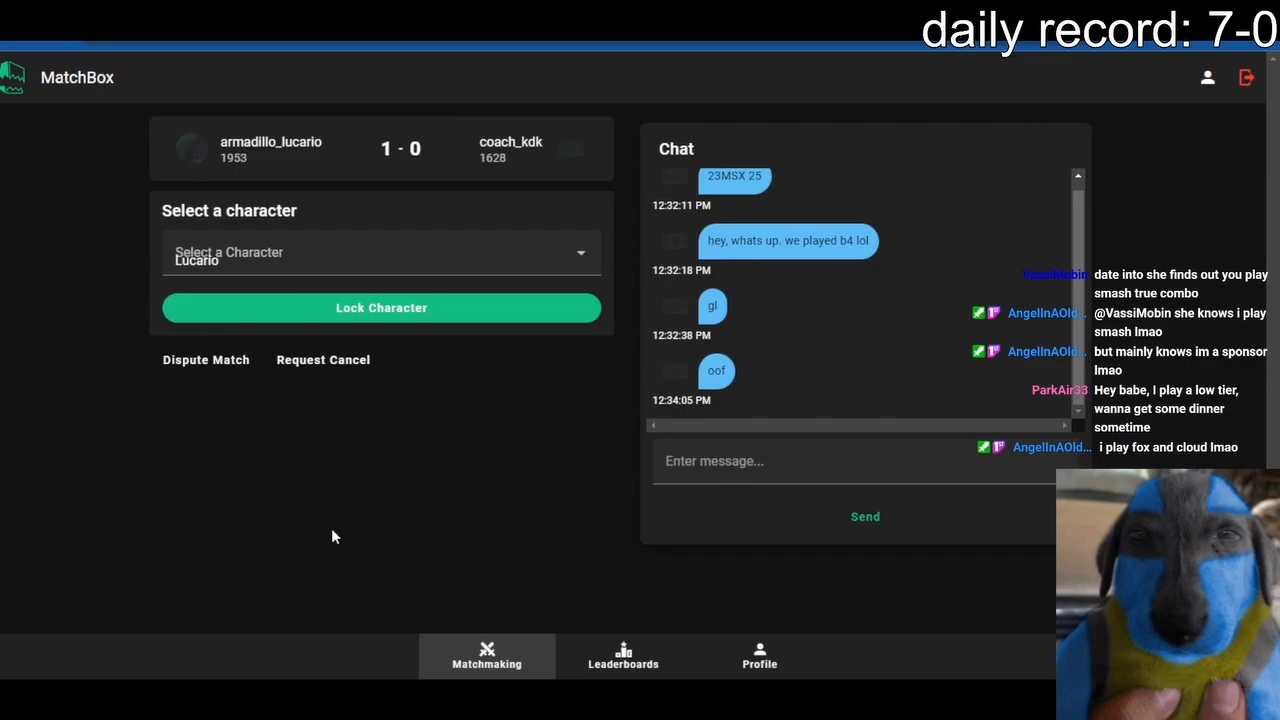 daily record: 7-0
MatchBox
armadillo_lucario
1953
1 - 0
coach_kdk
1628
Select a character
Select a Character
Lucario
Lock Character
Dispute Match
Request Cancel
Chat
23MSX 25
12:32:11 PM
hey, whats up. we played b4 lol
12:32:18 PM
gl
12:32:38 PM
oof
12:34:05 PM
Enter message...
Send
VassiMobin date into she finds out you play
smash true combo
AngelInAOld... @VassiMobin she knows i play
smash lmao
AngelInAOld... but mainly knows im a sponsor
lmao
ParkAir33 Hey babe, I play a low tier,
wanna get some dinner
sometime
AngelInAOld... i play fox and cloud lmao
Matchmaking
Leaderboards
Profile